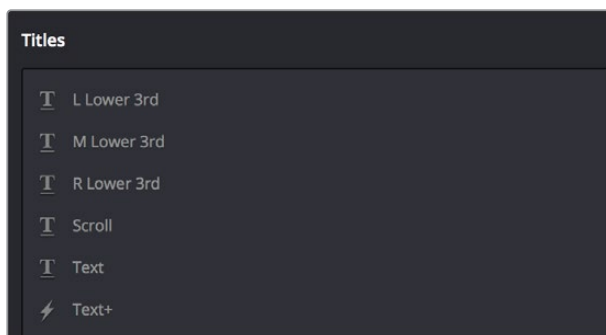 Titles
L Lower 3rd
M Lower 3rd
R Lower 3rd
Scroll
Text
Text+